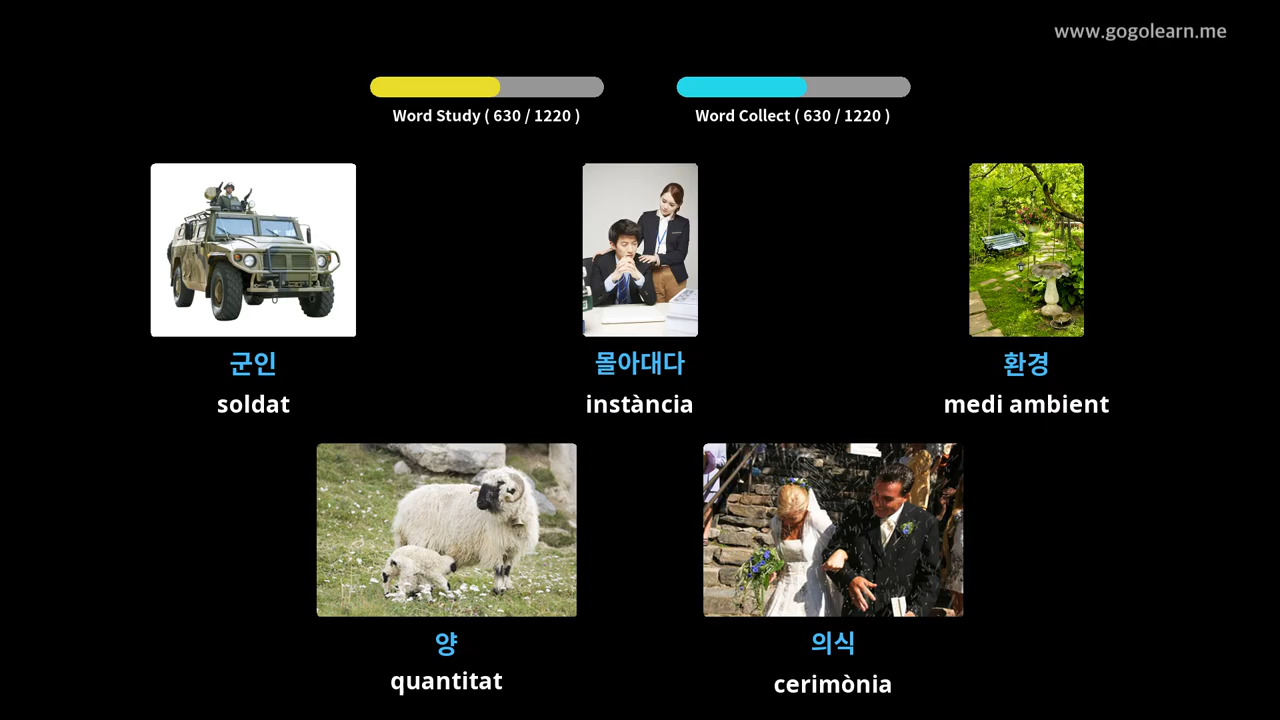 www.gogolearn.me
Word Study ( 630 / 1220 )
Word Collect ( 630 / 1220 )
군인
soldat
몰아대다
instància
환경
medi ambient
양
quantitat
의식
cerimònia